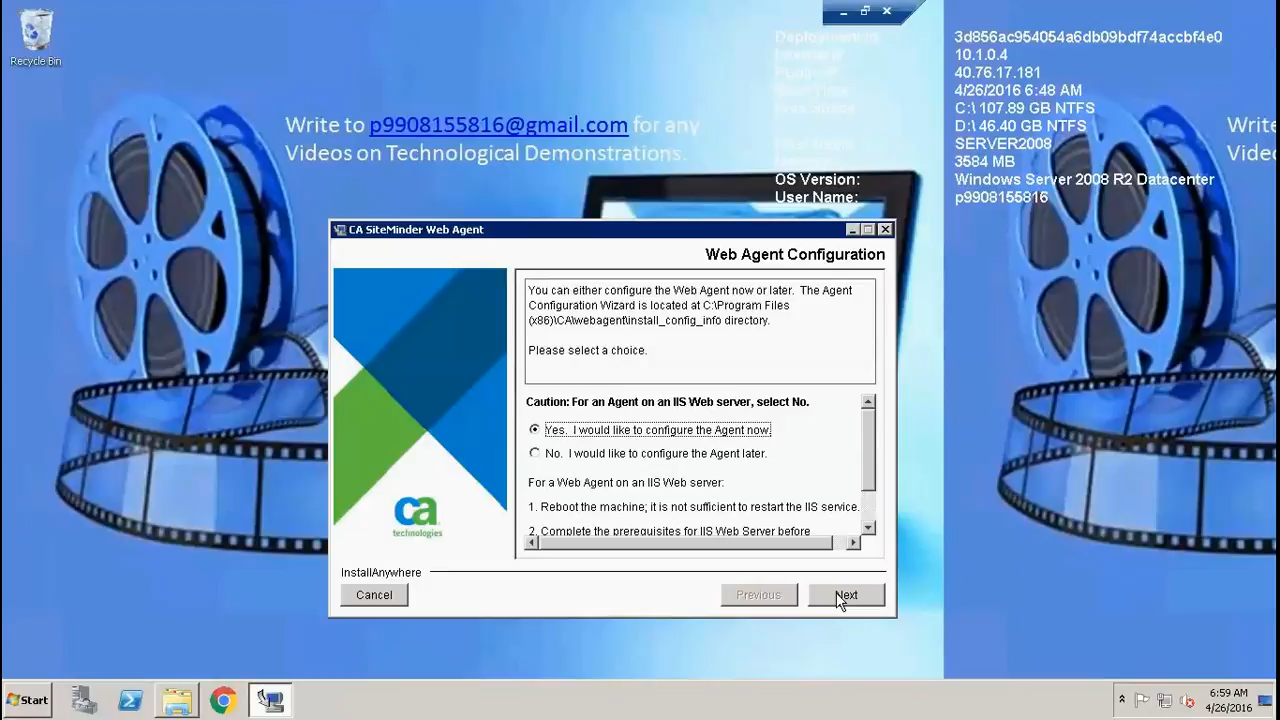 Recycle Bin
Write to p9908155816@gmail.com for any
Videos on Technological Demonstrations.
3d856ac954054a6db09bdf74accbf4e0
10.1.0.4
40.76.17.181
4/26/2016 6:48 AM
C:\ 107.89 GB NTFS
D:\ 46.40 GB NTFS
SERVER2008
3584 MB
OS Version: Windows Server 2008 R2 Datacenter
User Name: p9908155816
Write
Video
CA SiteMinder Web Agent
Web Agent Configuration
You can either configure the Web Agent now or later. The Agent
Configuration Wizard is located at C:\Program Files
(x86)\CA\webagent\install_config_info directory.
Please select a choice.
Caution: For an Agent on an IIS Web server, select No.
Yes. I would like to configure the Agent now.
No. I would like to configure the Agent later.
For a Web Agent on an IIS Web server:
1. Reboot the machine; it is not sufficient to restart the IIS service.
2. Complete the prerequisites for IIS Web Server before
ca
technologies
InstallAnywhere
Cancel
Previous
Next
Start
6:59 AM
4/26/2016